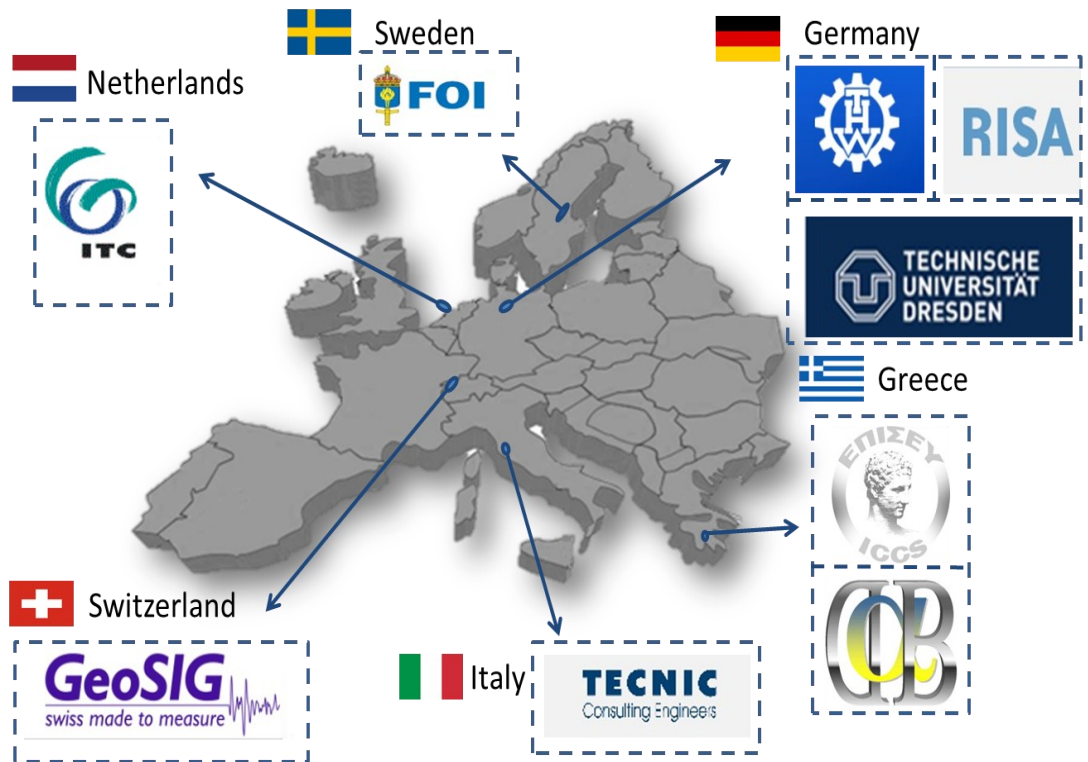 Sweden
FOI
Netherlands
ITC
Germany
THW
RISA
TECHNISCHE
UNIVERSITÄT
DRESDEN
Greece
ΕΠΙΣΕΥ
ICCS
Switzerland
GeoSIG
swiss made to measure
Italy
TECNIC
Consulting Engineers